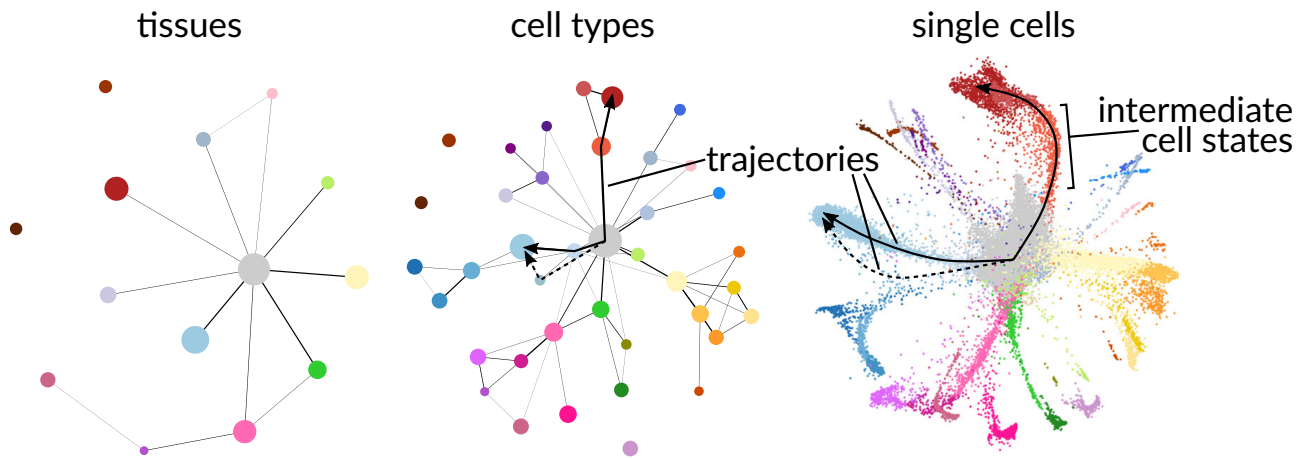 tissues
cell types
single cells
trajectories
intermediate
cell states